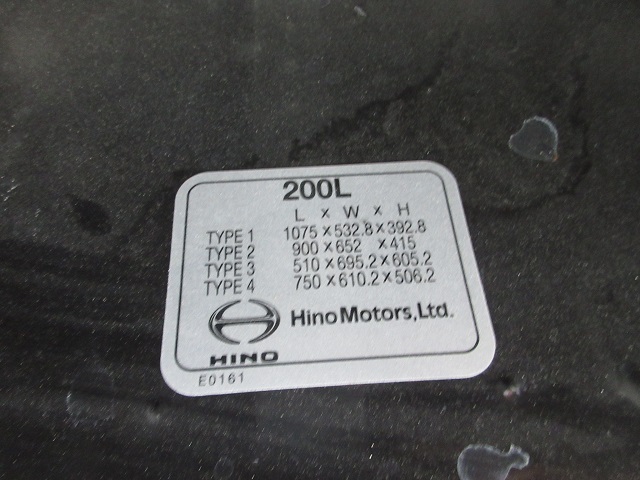 200L
L × W × H
TYPE 1 1075×532.8×392.8
TYPE 2 900×652 ×415
TYPE 3 510×695.2×605.2
TYPE 4 750×610.2×506.2
HINO Hino Motors,Ltd.
E0161